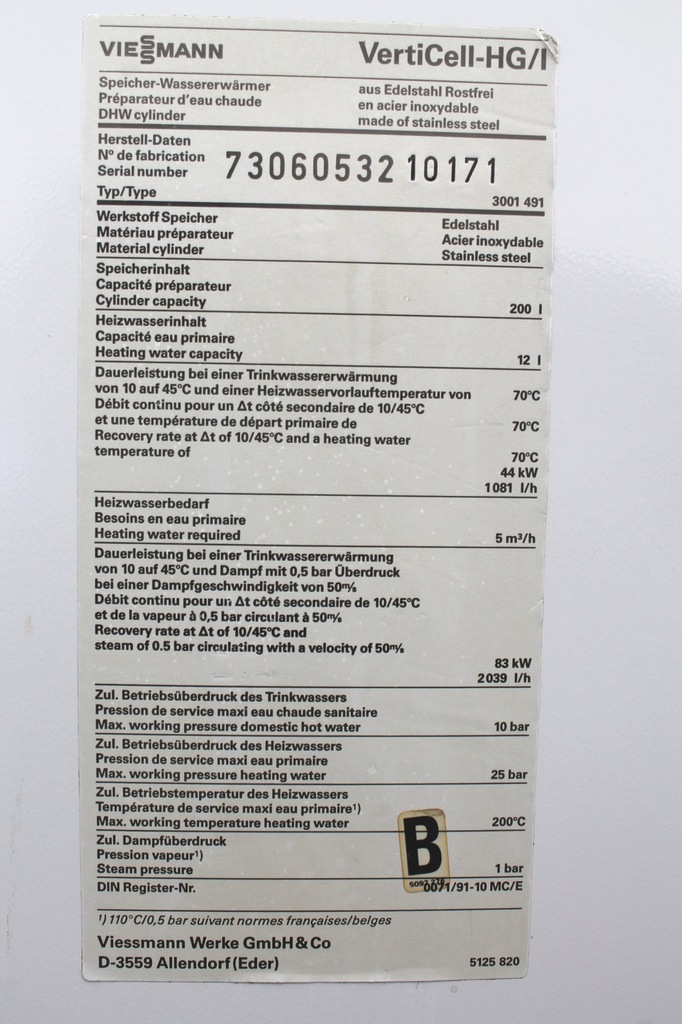 VIESSMANN VertiCell-HG/I
Speicher-Wassererwärmer aus Edelstahl Rostfrei
Préparateur d'eau chaude en acier inoxydable
DHW cylinder made of stainless steel
Herstell-Daten
N° de fabrication
Serial number 73060532 10171
Typ/Type 3001 491
Werkstoff Speicher Edelstahl
Matériau préparateur Acier inoxydable
Material cylinder Stainless steel
Speicherinhalt
Capacité préparateur
Cylinder capacity 200 l
Heizwasserinhalt
Capacité eau primaire
Heating water capacity 12 l
Dauerleistung bei einer Trinkwassererwärmung
von 10 auf 45°C und einer Heizwasservorlauftemperatur von 70°C
Débit continu pour un Δt côté secondaire de 10/45°C
et une température de départ primaire de 70°C
Recovery rate at Δt of 10/45°C and a heating water
temperature of 70°C
44 kW
1081 l/h
Heizwasserbedarf
Besoins en eau primaire
Heating water required 5 m³/h
Dauerleistung bei einer Trinkwassererwärmung
von 10 auf 45°C und Dampf mit 0,5 bar Überdruck
bei einer Dampfgeschwindigkeit von 50m/s
Débit continu pour un Δt côté secondaire de 10/45°C
et de la vapeur à 0,5 bar circulant à 50m/s
Recovery rate at Δt of 10/45°C and
steam of 0.5 bar circulating with a velocity of 50m/s
83 kW
2039 l/h
Zul. Betriebsüberdruck des Trinkwassers
Pression de service maxi eau chaude sanitaire
Max. working pressure domestic hot water 10 bar
Zul. Betriebsüberdruck des Heizwassers
Pression de service maxi eau primaire
Max. working pressure heating water 25 bar
Zul. Betriebstemperatur des Heizwassers
Température de service maxi eau primaire¹)
Max. working temperature heating water 200°C
Zul. Dampfüberdruck
Pression vapeur¹)
Steam pressure 1 bar
B
5097 278
DIN Register-Nr. 0071/91-10 MC/E
¹) 110°C/0,5 bar suivant normes françaises/belges
Viessmann Werke GmbH & Co
D-3559 Allendorf (Eder) 5125 820